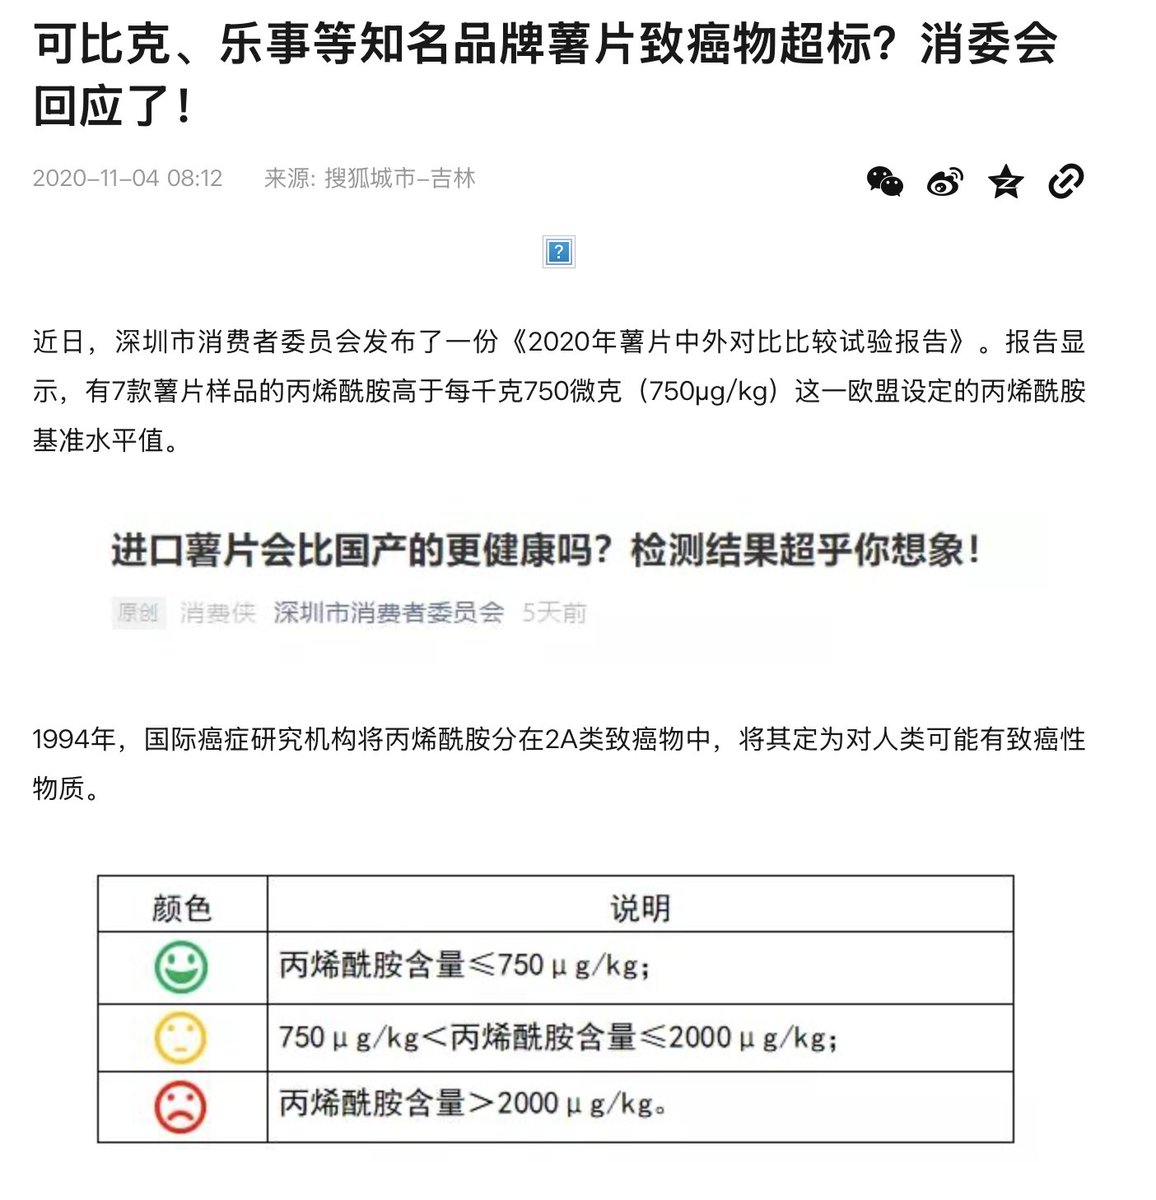 可比克、乐事等知名品牌薯片致癌物超标？消委会
回应了！
2020-11-04 08:12 来源: 搜狐城市-吉林
近日，深圳市消费者委员会发布了一份《2020年薯片中外对比比较试验报告》。报告显
示，有7款薯片样品的丙烯酰胺高于每千克750微克（750μg/kg）这一欧盟设定的丙烯酰胺
基准水平值。
进口薯片会比国产的更健康吗？检测结果超乎你想象！
原创 消费侠 深圳市消费者委员会 5天前
1994年，国际癌症研究机构将丙烯酰胺分在2A类致癌物中，将其定为对人类可能有致癌性
物质。
颜色 说明
丙烯酰胺含量≤750μg/kg；
750μg/kg＜丙烯酰胺含量≤2000μg/kg；
丙烯酰胺含量＞2000μg/kg。